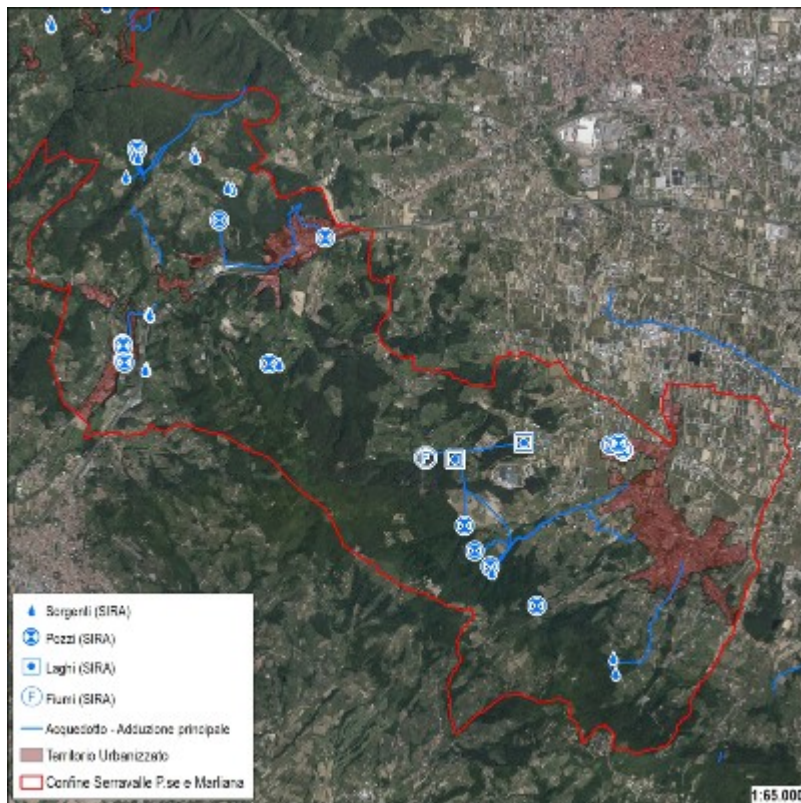 Sorgenti (SIRA)
Pozzi (SIRA)
Laghi (SIRA)
F Fiumi (SIRA)
Acquedotto - Adduzione principale
Territorio Urbanizzato
Confine Serravalle P.se e Marliana
1:65.000
F